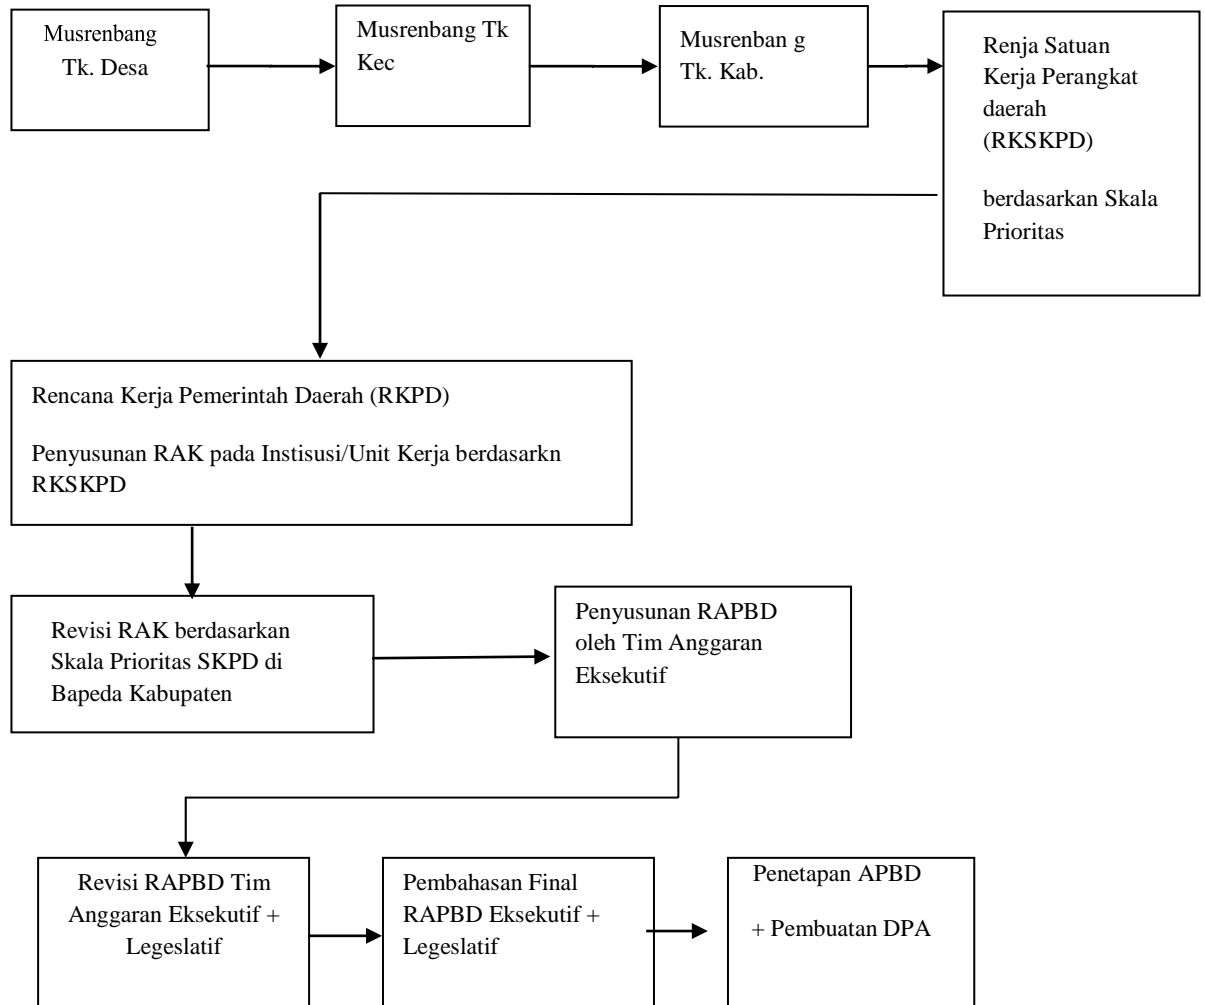 Musrenbang
Tk. Desa
Musrenbang Tk
Kec
Musrenban g
Tk. Kab.
Renja Satuan
Kerja Perangkat
daerah
(RKSKPD)
berdasarkan Skala
Prioritas
Rencana Kerja Pemerintah Daerah (RKPD)
Penyusunan RAK pada Instisusi/Unit Kerja berdasarkn
RKSKPD
Revisi RAK berdasarkan
Skala Prioritas SKPD di
Bapeda Kabupaten
Penyusunan RAPBD
oleh Tim Anggaran
Eksekutif
Revisi RAPBD Tim
Anggaran Eksekutif +
Legeslatif
Pembahasan Final
RAPBD Eksekutif +
Legeslatif
Penetapan APBD
+ Pembuatan DPA